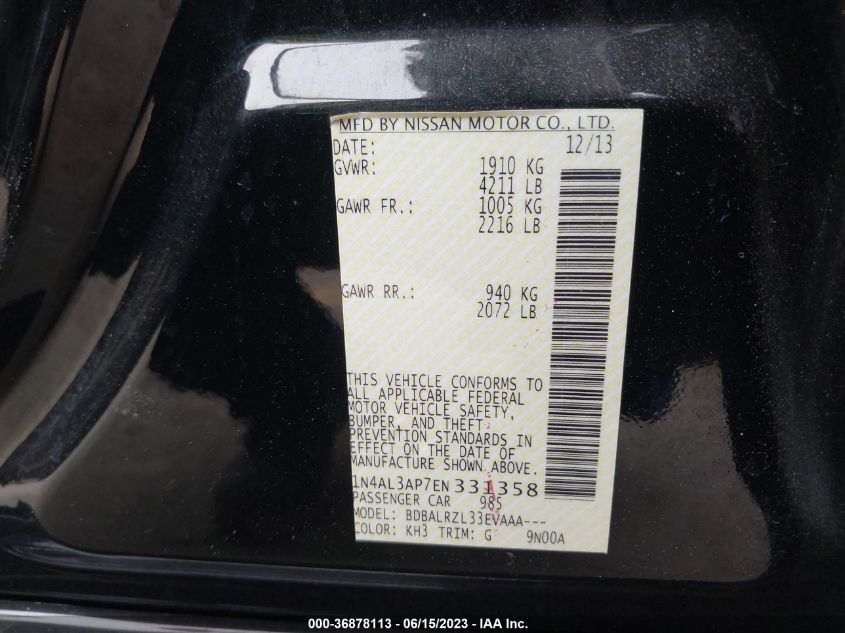 MFD BY NISSAN MOTOR CO., LTD.
DATE: 12/13
GVWR: 1910 KG
4211 LB
GAWR FR.: 1005 KG
2216 LB
GAWR RR.: 940 KG
2072 LB
THIS VEHICLE CONFORMS TO
ALL APPLICABLE FEDERAL
MOTOR VEHICLE SAFETY,
BUMPER, AND THEFT
PREVENTION STANDARDS IN
EFFECT ON THE DATE OF
MANUFACTURE SHOWN ABOVE.
1N4AL3AP7EN331358
PASSENGER CAR 985
MODEL: BDBALRZL33EVAAA---
COLOR: KH3 TRIM: G 9N00A
000-36878113 - 06/15/2023 - IAA Inc.